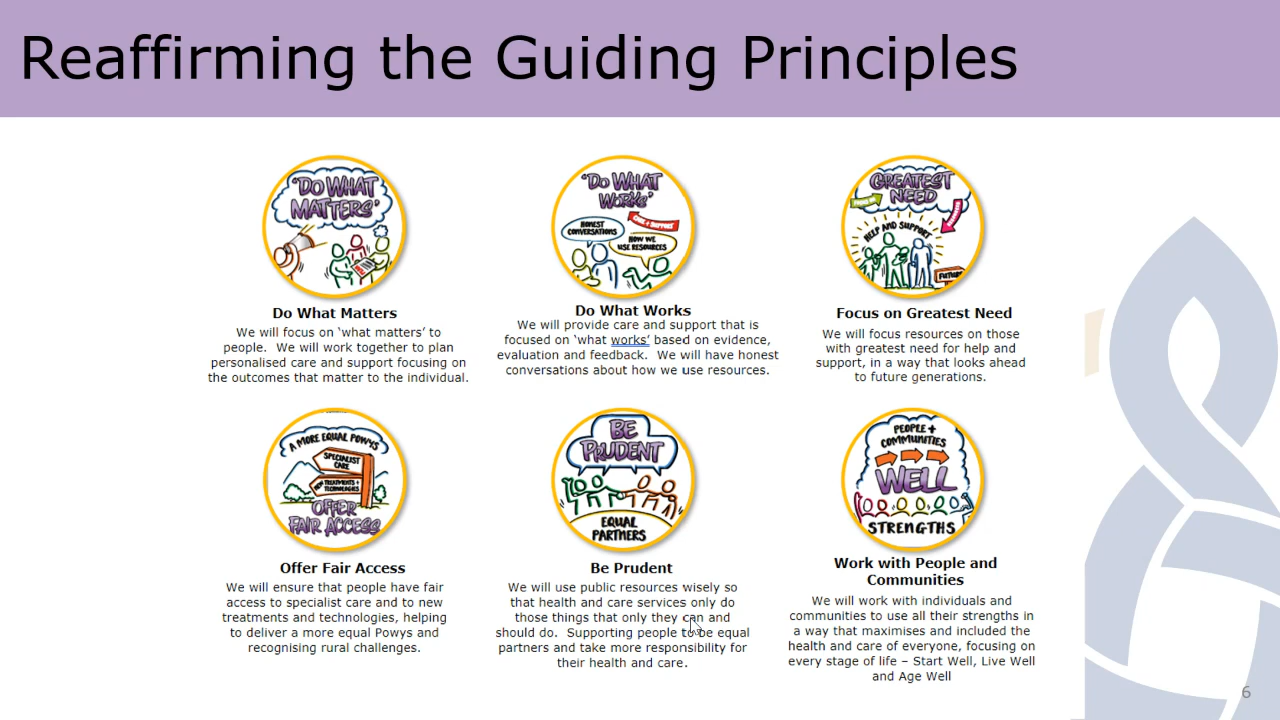 Reaffirming the Guiding Principles
'DO WHAT
MATTERS'
Do What Matters
We will focus on 'what matters' to
people. We will work together to plan
personalised care and support focusing on
the outcomes that matter to the individual.
'DO WHAT
WORKS'
HONEST
CONVERSATIONS
CARE + SUPPORT
HOW WE
USE RESOURCES
Do What Works
We will provide care and support that is
focused on 'what works' based on evidence,
evaluation and feedback. We will have honest
conversations about how we use resources.
GREATEST
NEED
HELP AND SUPPORT
FUTURE
Focus on Greatest Need
We will focus resources on those
with greatest need for help and
support, in a way that looks ahead
to future generations.
A MORE EQUAL POWYS
SPECIALIST
CARE
NEW TREATMENTS +
TECHNOLOGIES
OFFER
FAIR ACCESS
Offer Fair Access
We will ensure that people have fair
access to specialist care and to new
treatments and technologies, helping
to deliver a more equal Powys and
recognising rural challenges.
BE
PRUDENT
EQUAL
PARTNERS
Be Prudent
We will use public resources wisely so
that health and care services only do
those things that only they can and
should do. Supporting people to be equal
partners and take more responsibility for
their health and care.
PEOPLE +
COMMUNITIES
WELL
STRENGTHS
Work with People and
Communities
We will work with individuals and
communities to use all their strengths in
a way that maximises and included the
health and care of everyone, focusing on
every stage of life – Start Well, Live Well
and Age Well
6